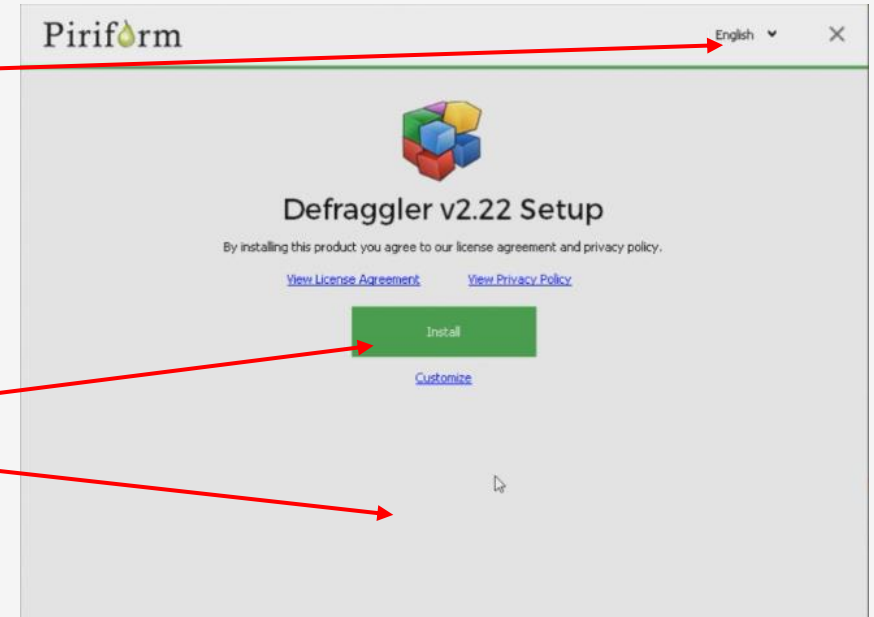 Piriform
English
Defraggler v2.22 Setup
By installing this product you agree to our license agreement and privacy policy.
View License Agreement View Privacy Policy
Install
Customize